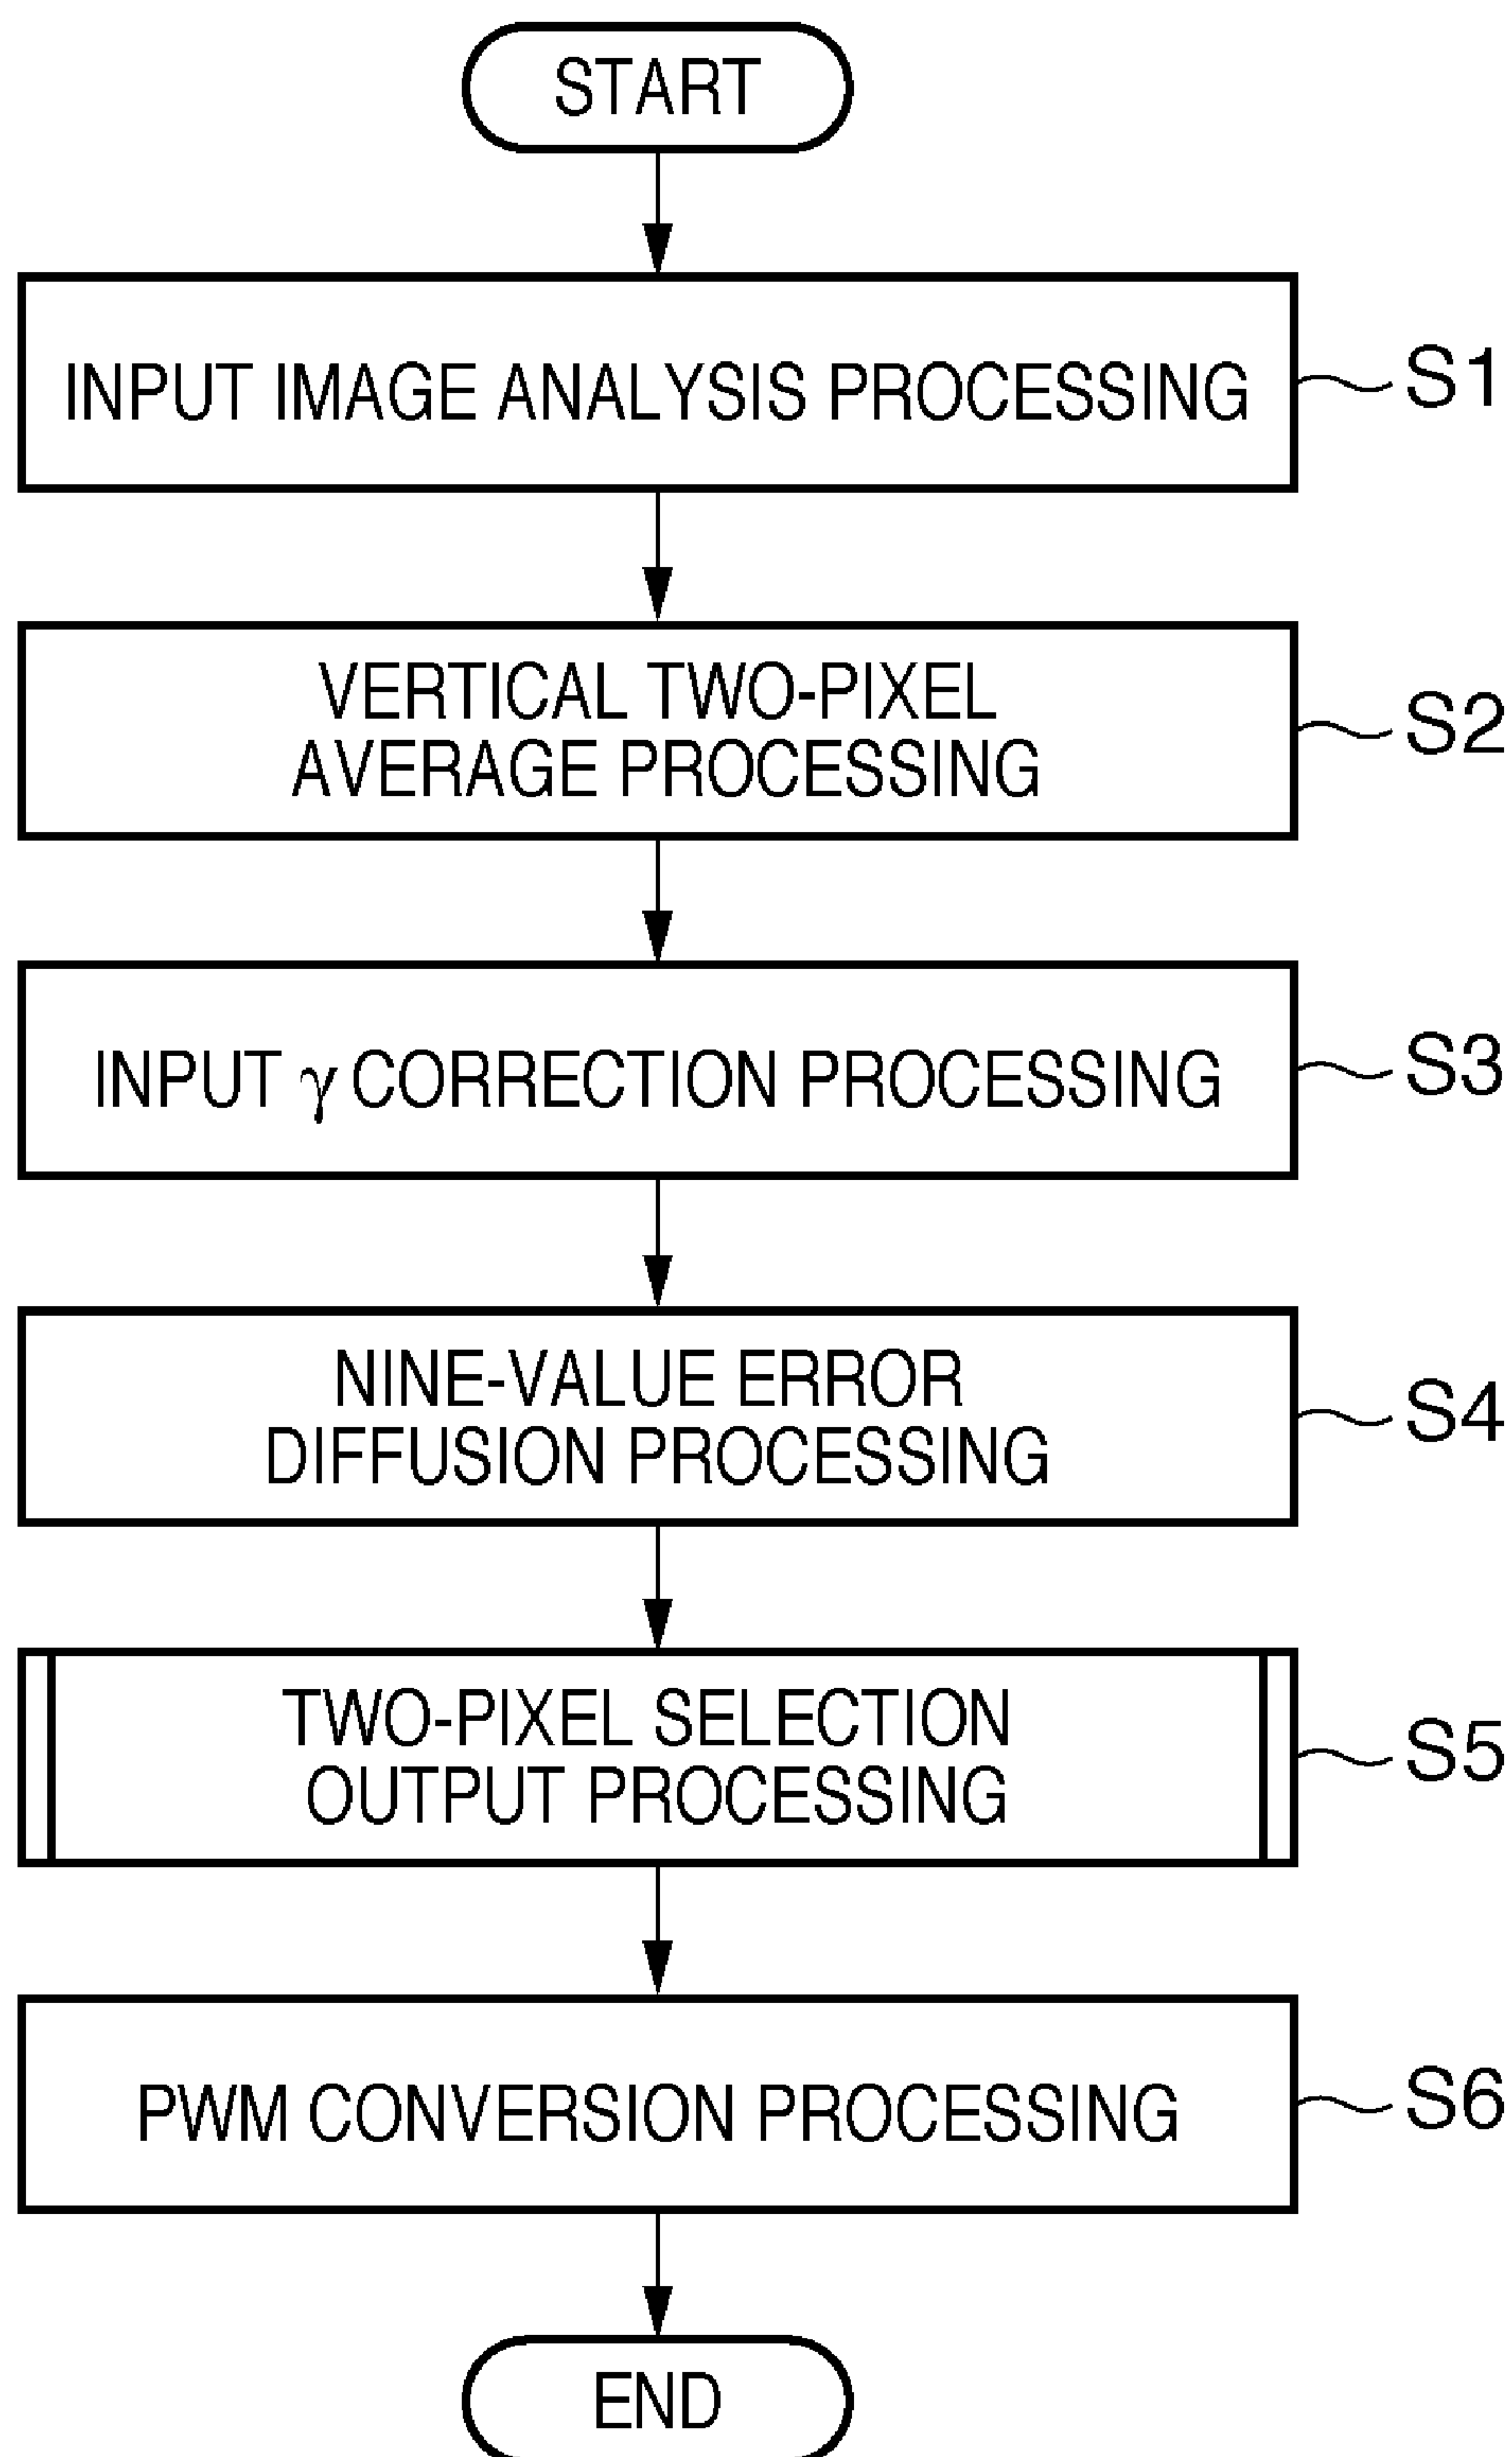 START
INPUT IMAGE ANALYSIS PROCESSING
S1
VERTICAL TWO-PIXEL
AVERAGE PROCESSING
S2
INPUT γ CORRECTION PROCESSING
S3
NINE-VALUE ERROR
DIFFUSION PROCESSING
S4
TWO-PIXEL SELECTION
OUTPUT PROCESSING
S5
PWM CONVERSION PROCESSING
S6
END